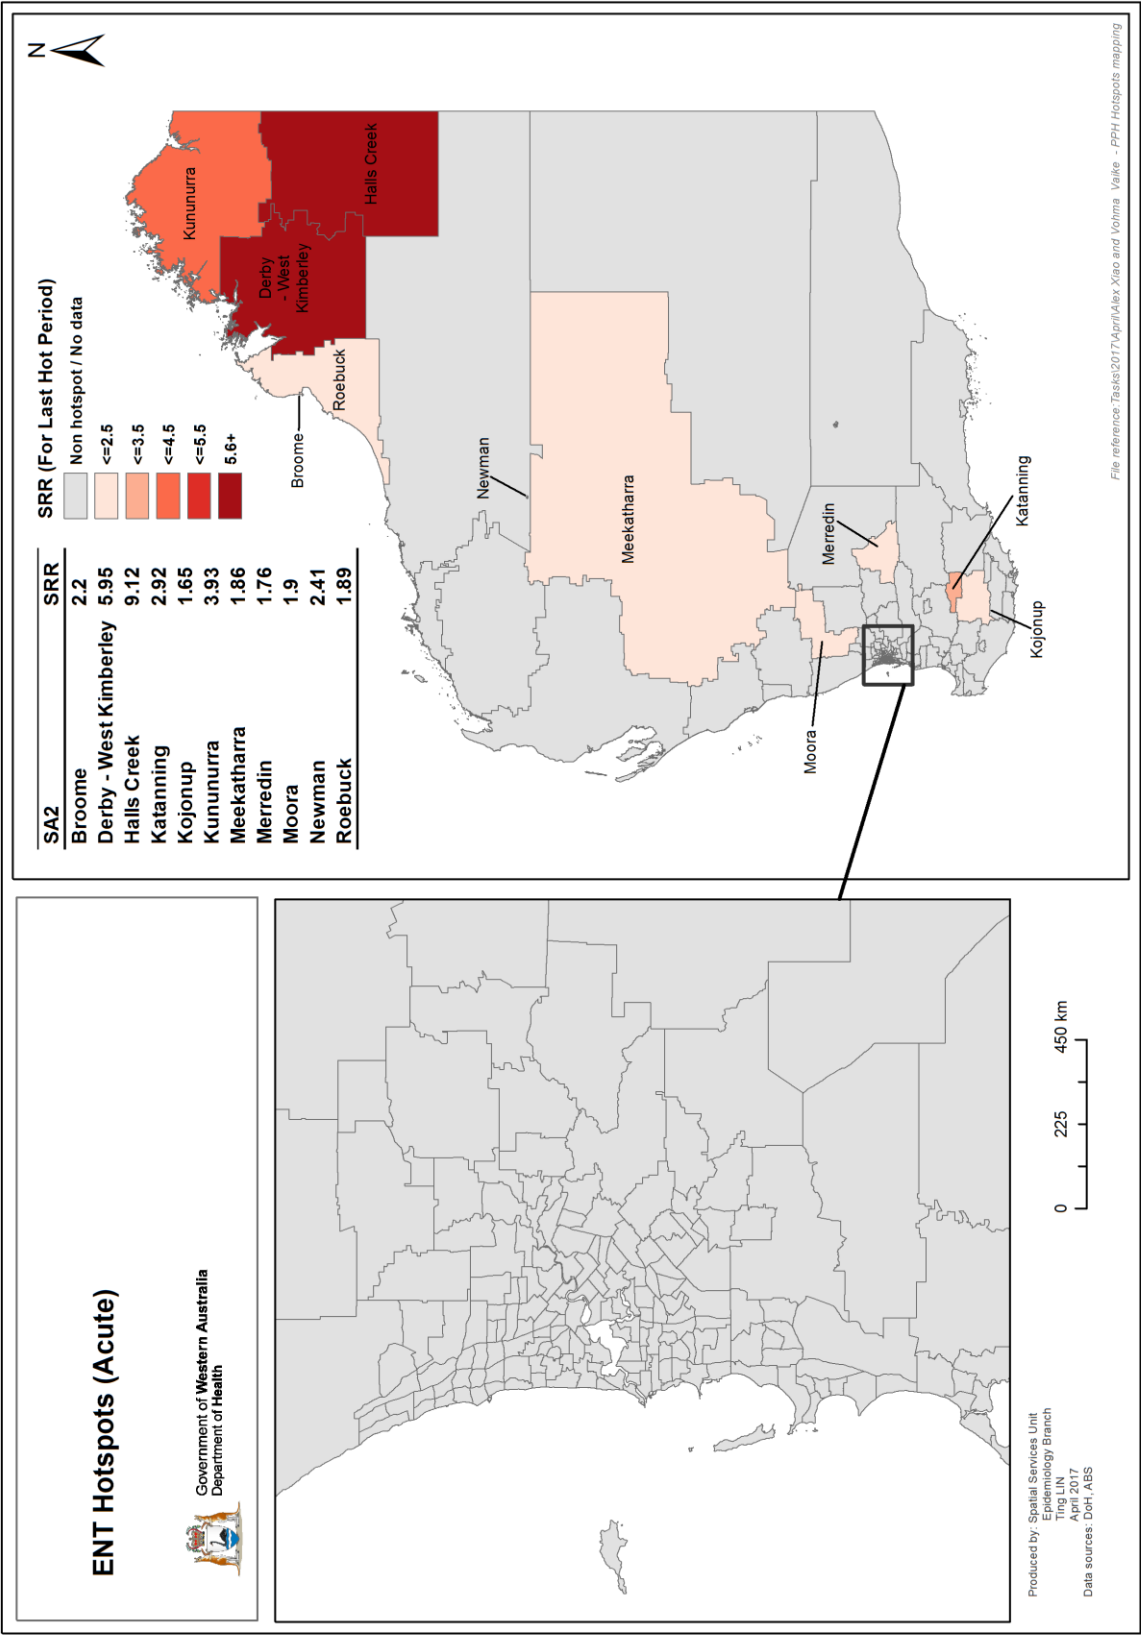 ENT Hotspots (Acute)
Government of Western Australia
Department of Health
SA2 SRR
Broome 2.2
Derby - West Kimberley 5.95
Halls Creek 9.12
Katanning 2.92
Kojonup 1.65
Kununurra 3.93
Meekatharra 1.86
Merredin 1.76
Moora 1.9
Newman 2.41
Roebuck 1.89
SRR (For Last Hot Period)
Non hotspot / No data
<=2.5
<=3.5
<=4.5
<=5.5
5.6+
N
Kununurra
Halls Creek
Derby
- West
Kimberley
Roebuck
Broome
Newman
Meekatharra
Merredin
Moora
Katanning
Kojonup
0 225 450 km
Produced by: Spatial Services Unit
Epidemiology Branch
Ting LIN
April 2017
Data sources: DoH, ABS
File reference:Tasks\2017\April\Alex Xiao and Vohma Vaike - PPH Hotspots mapping